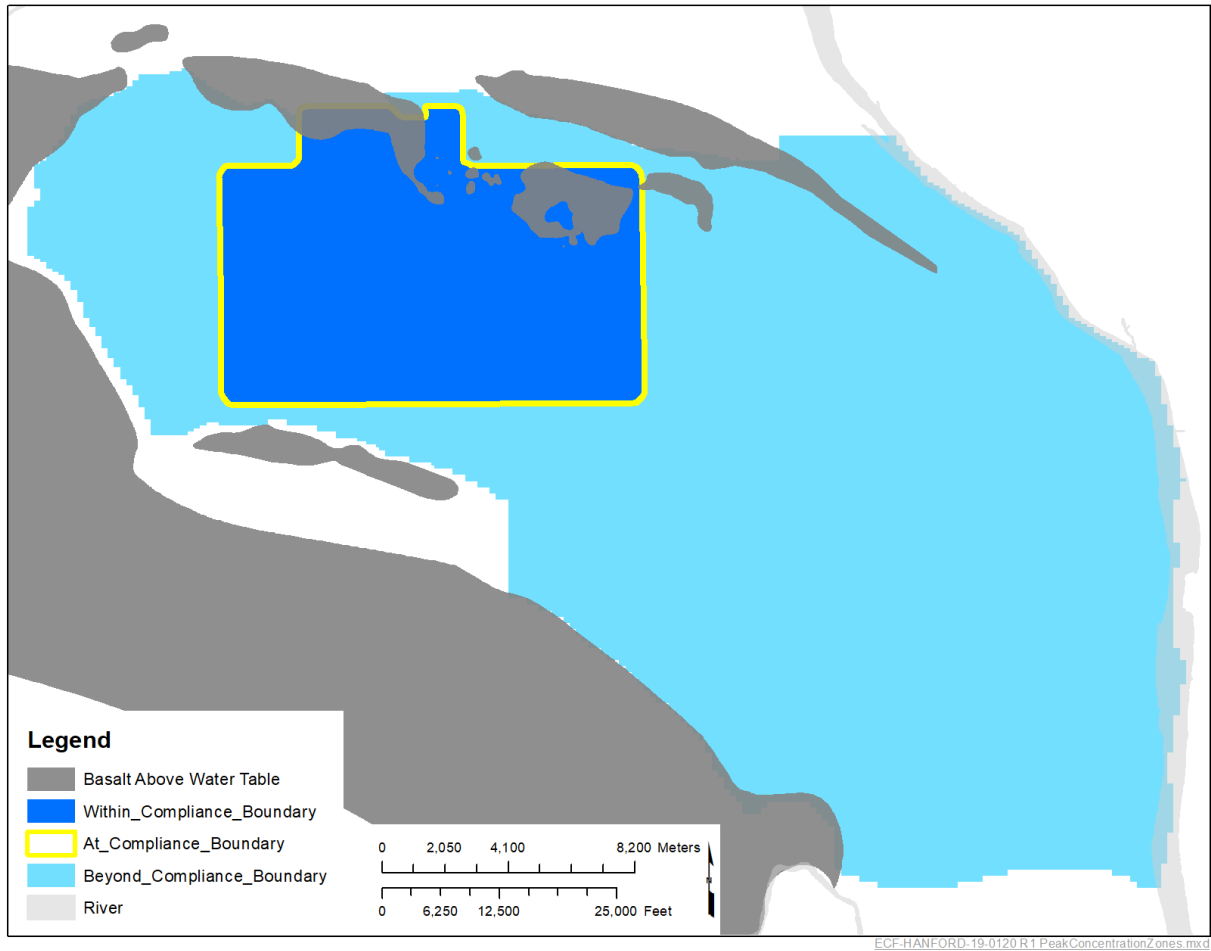 Legend
Basalt Above Water Table
Within_Compliance_Boundary
At_Compliance_Boundary
Beyond_Compliance_Boundary
River
0 2,050 4,100 8,200 Meters
0 6,250 12,500 25,000 Feet
N
ECF-HANFORD-19-0120 R1 PeakConcentrationZones.mxd